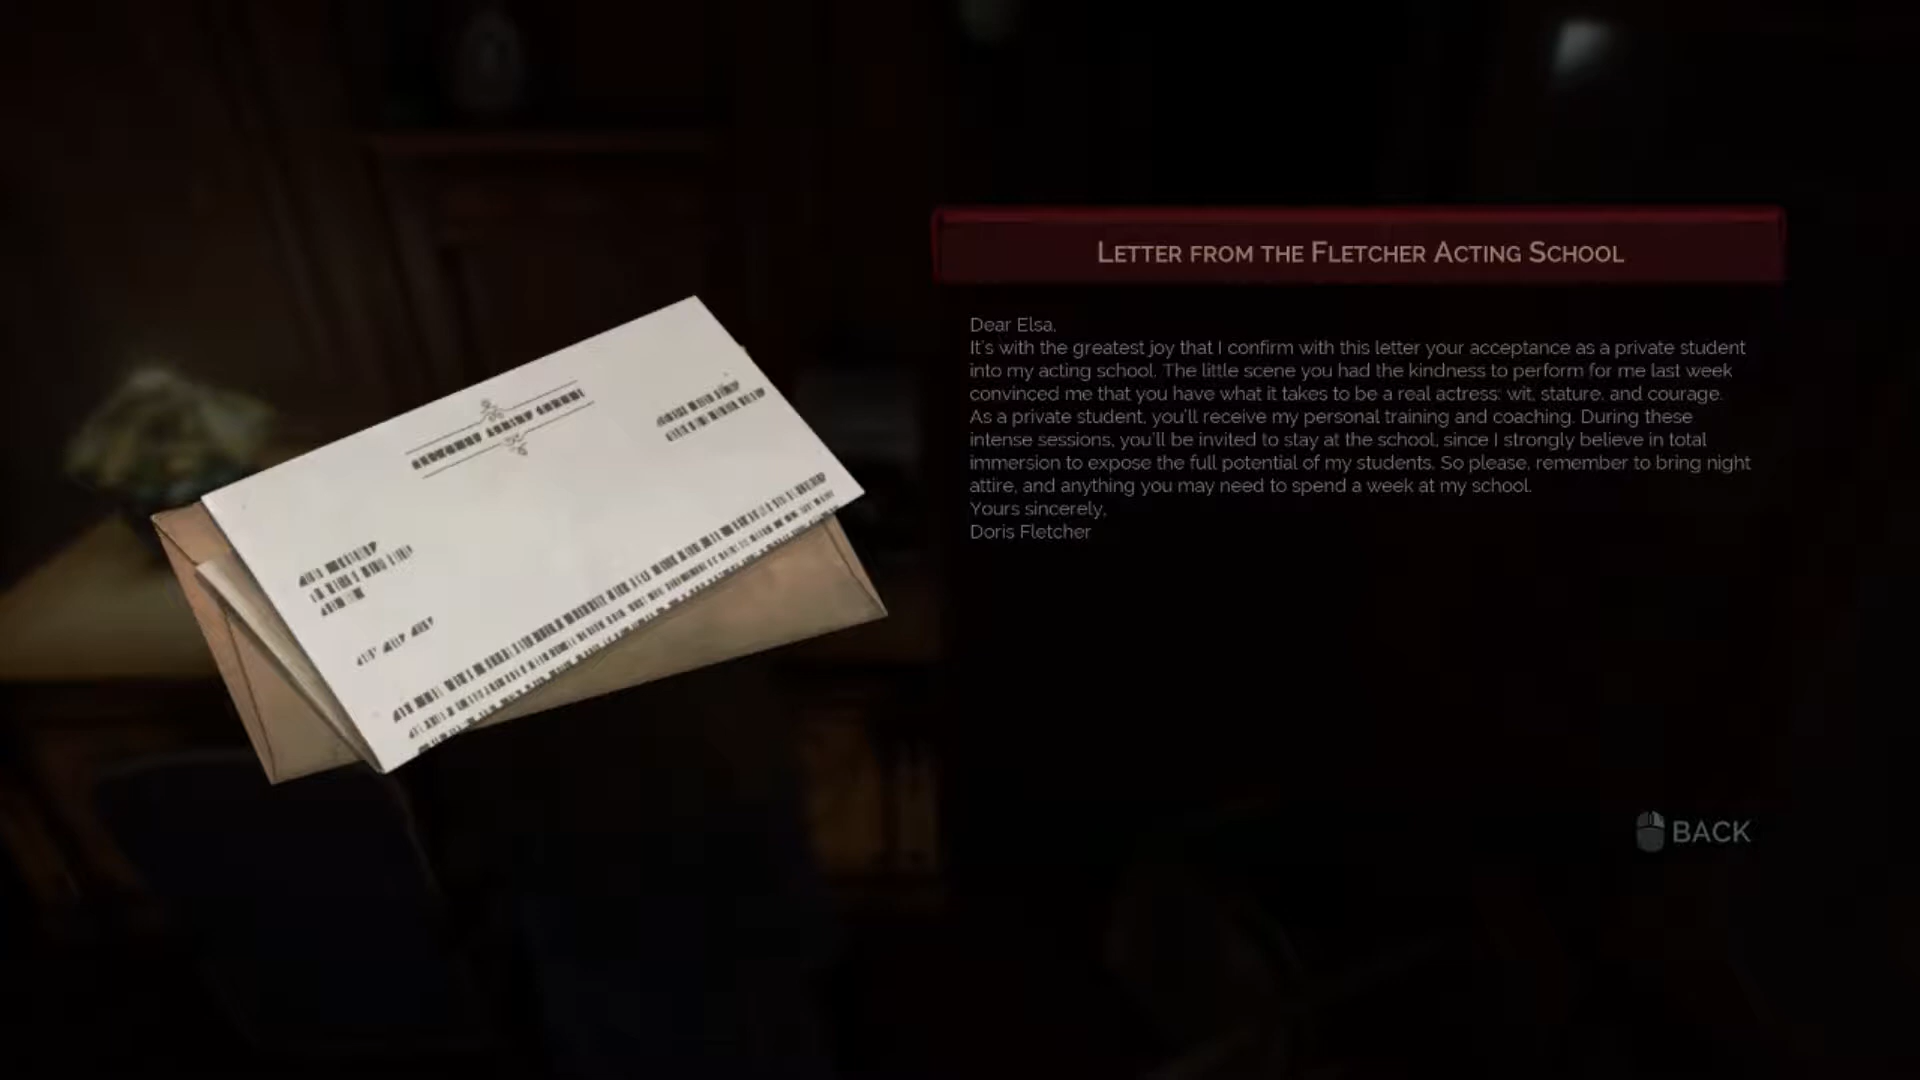 LETTER FROM THE FLETCHER ACTING SCHOOL
Dear Elsa,
It's with the greatest joy that I confirm with this letter your acceptance as a private student
into my acting school. The little scene you had the kindness to perform for me last week
convinced me that you have what it takes to be a real actress: wit, stature, and courage.
As a private student, you'll receive my personal training and coaching. During these
intense sessions, you'll be invited to stay at the school, since I strongly believe in total
immersion to expose the full potential of my students. So please, remember to bring night
attire, and anything you may need to spend a week at my school.
Yours sincerely,
Doris Fletcher
BACK